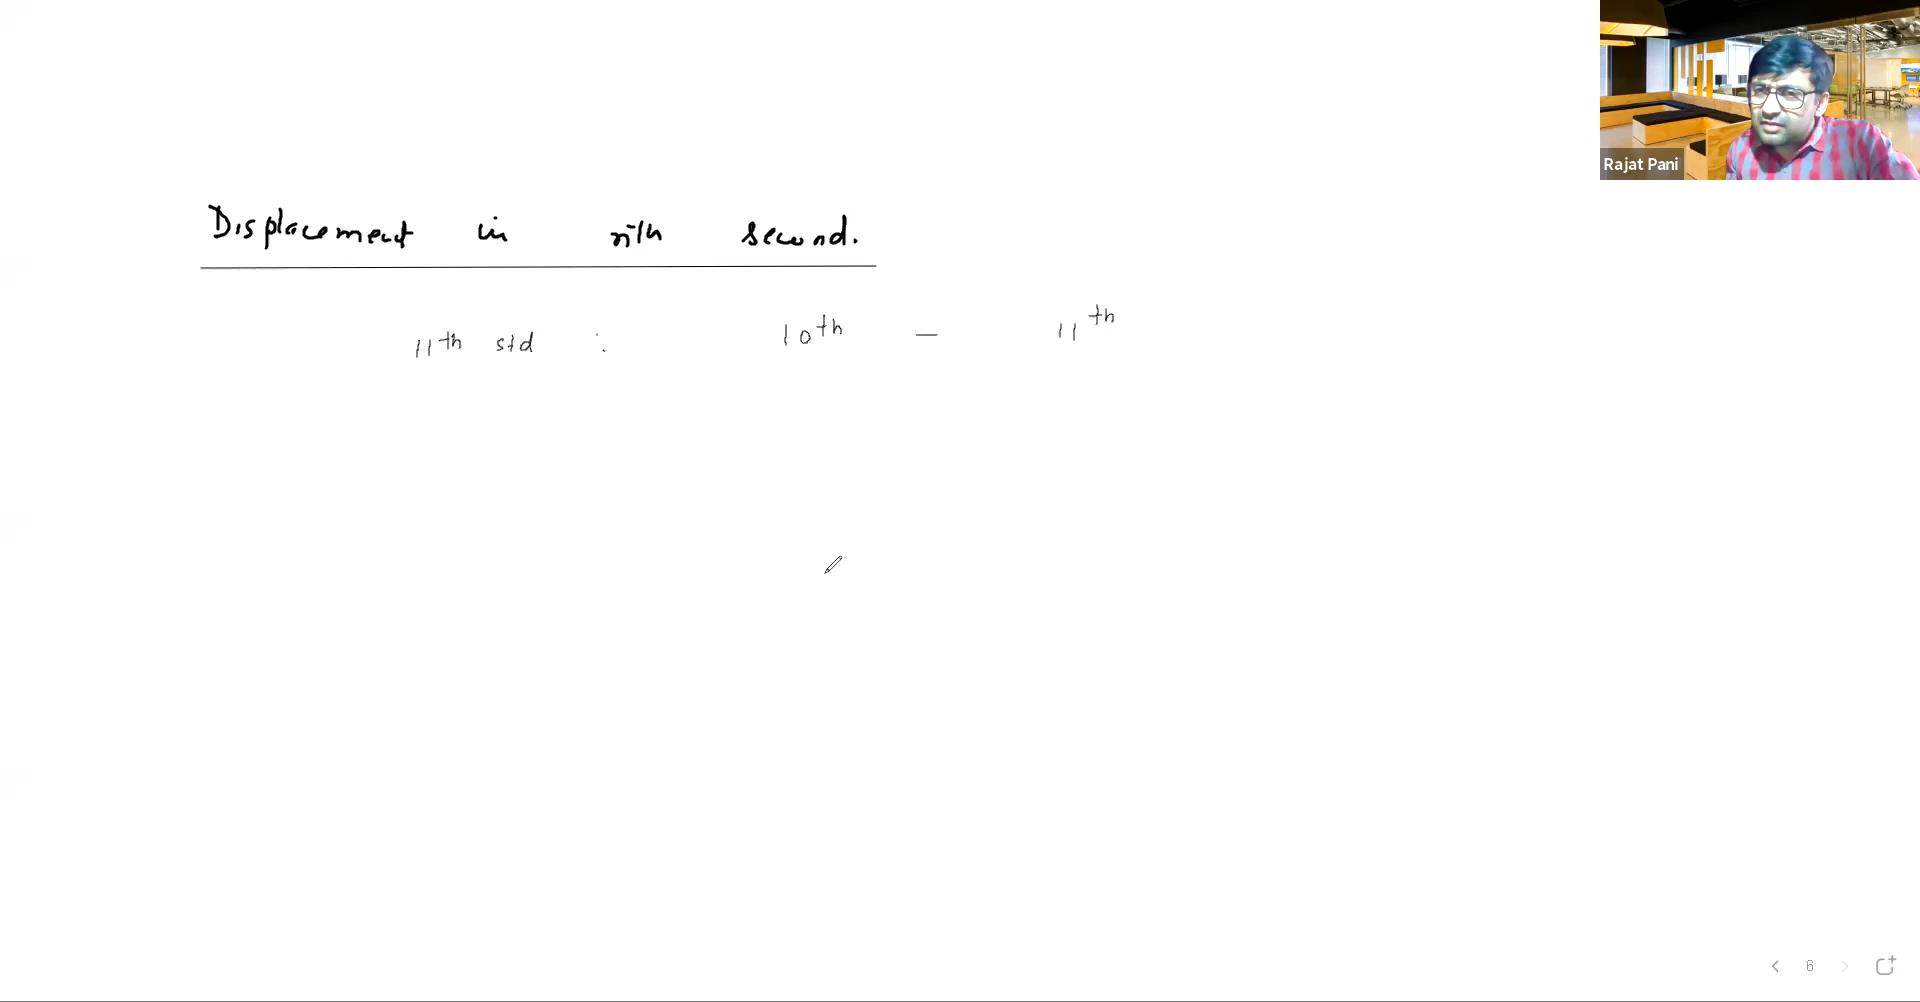 Rajat Pani
Displacement in nth second.
11th std : 10th — 11th
6